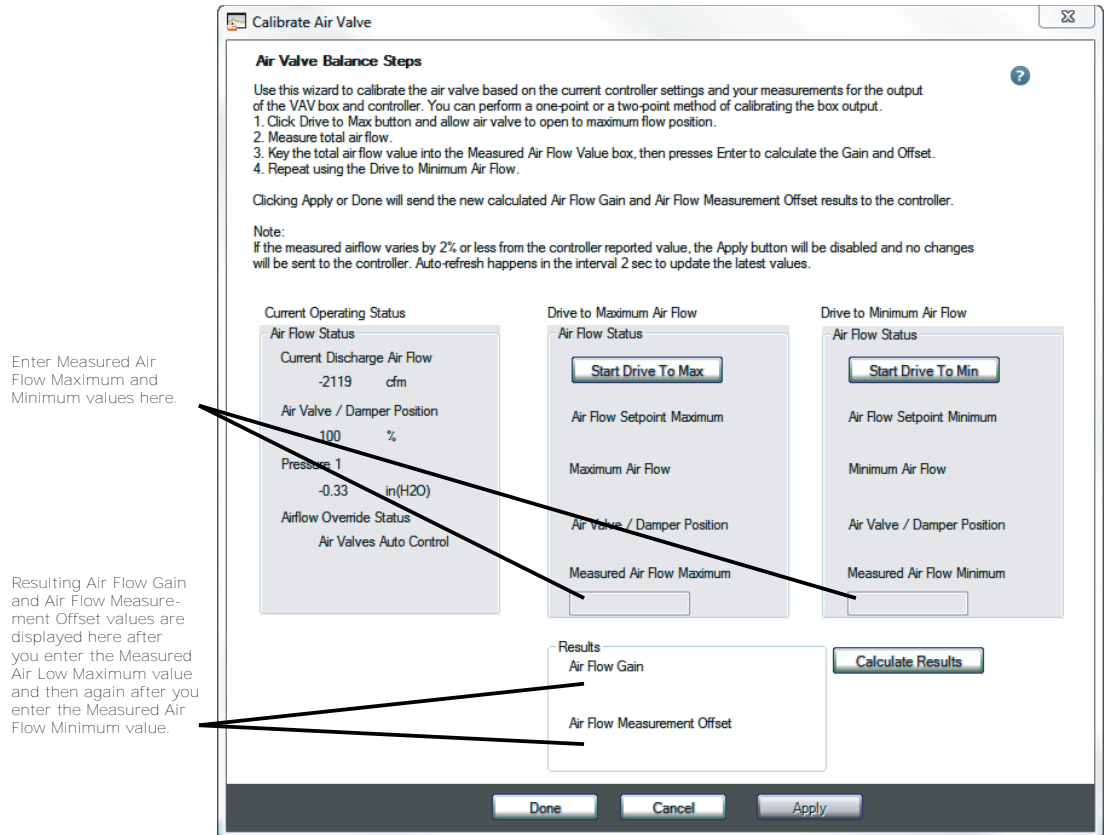 Calibrate Air Valve
Air Valve Balance Steps
Use this wizard to calibrate the air valve based on the current controller settings and your measurements for the output
of the VAV box and controller. You can perform a one-point or a two-point method of calibrating the box output.
1. Click Drive to Max button and allow air valve to open to maximum flow position.
2. Measure total air flow.
3. Key the total air flow value into the Measured Air Flow Value box, then presses Enter to calculate the Gain and Offset.
4. Repeat using the Drive to Minimum Air Flow.
Clicking Apply or Done will send the new calculated Air Flow Gain and Air Flow Measurement Offset results to the controller.
Note:
If the measured airflow varies by 2% or less from the controller reported value, the Apply button will be disabled and no changes
will be sent to the controller. Auto-refresh happens in the interval 2 sec to update the latest values.
Enter Measured Air
Flow Maximum and
Minimum values here.
Resulting Air Flow Gain
and Air Flow Measure-
ment Offset values are
displayed here after
you enter the Measured
Air Low Maximum value
and then again after you
enter the Measured Air
Flow Minimum value.
Current Operating Status
Air Flow Status
Current Discharge Air Flow
-2119 cfm
Air Valve / Damper Position
100 %
Pressure 1
-0.33 in(H2O)
Airflow Override Status
Air Valves Auto Control
Drive to Maximum Air Flow
Air Flow Status
Start Drive To Max
Air Flow Setpoint Maximum
Maximum Air Flow
Air Valve / Damper Position
Measured Air Flow Maximum
Drive to Minimum Air Flow
Air Flow Status
Start Drive To Min
Air Flow Setpoint Minimum
Minimum Air Flow
Air Valve / Damper Position
Measured Air Flow Minimum
Results
Air Flow Gain
Air Flow Measurement Offset
Calculate Results
Done
Cancel
Apply